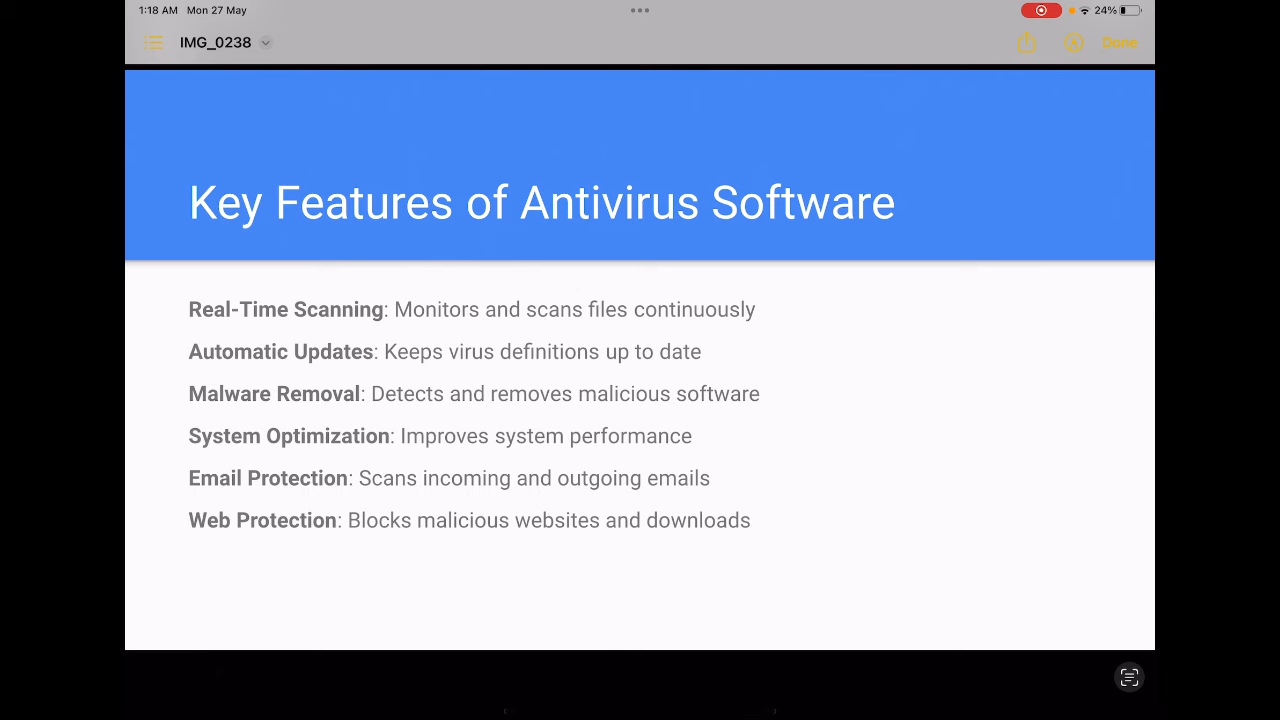 1:18 AM Mon 27 May
24%
IMG_0238
Done
Key Features of Antivirus Software
Real-Time Scanning: Monitors and scans files continuously
Automatic Updates: Keeps virus definitions up to date
Malware Removal: Detects and removes malicious software
System Optimization: Improves system performance
Email Protection: Scans incoming and outgoing emails
Web Protection: Blocks malicious websites and downloads